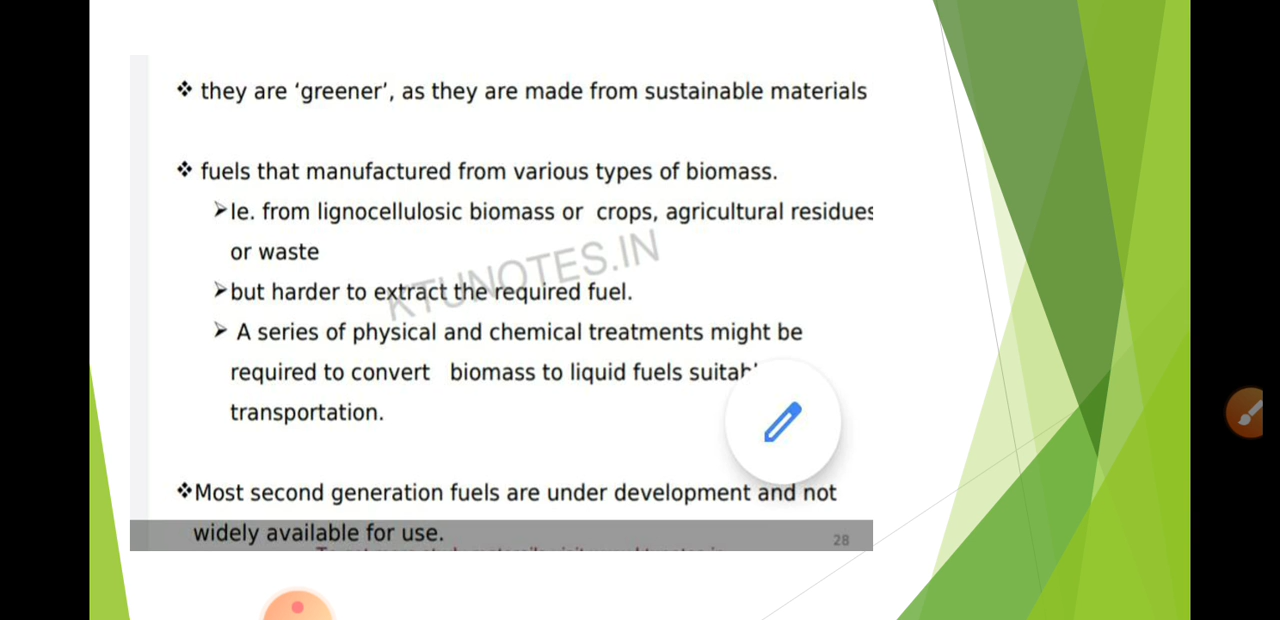 ❖ they are ‘greener’, as they are made from sustainable materials
❖ fuels that manufactured from various types of biomass.
➢Ie. from lignocellulosic biomass or crops, agricultural residues
or waste
KTUNOTES.IN
➢but harder to extract the required fuel.
➢ A series of physical and chemical treatments might be
required to convert biomass to liquid fuels
transportation.
❖Most second generation fuels are under development and not
widely available for use.
28